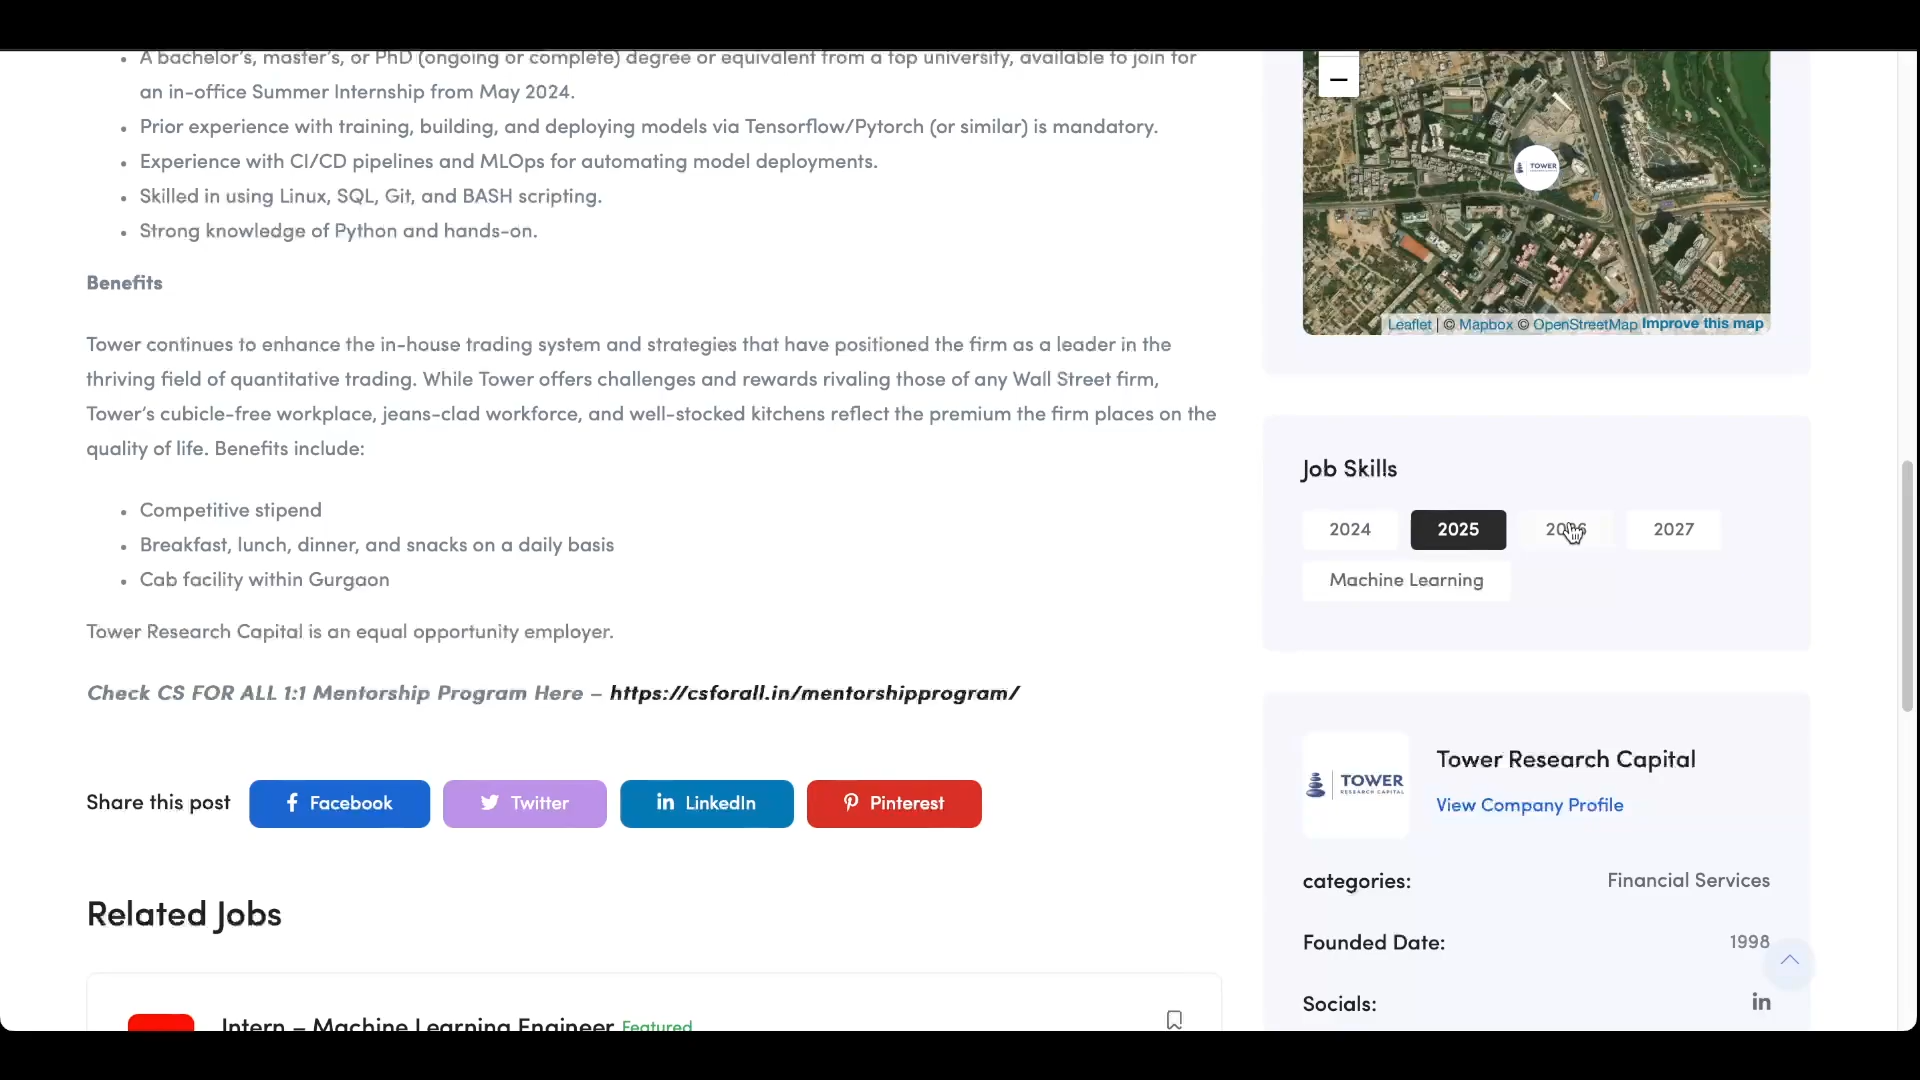 A bachelor's, master's, or PhD (ongoing or complete) degree or equivalent from a top university, available to join for
an in-office Summer Internship from May 2024.
Prior experience with training, building, and deploying models via Tensorflow/Pytorch (or similar) is mandatory.
Experience with CI/CD pipelines and MLOps for automating model deployments.
Skilled in using Linux, SQL, Git, and BASH scripting.
Strong knowledge of Python and hands-on.
Benefits
Tower continues to enhance the in-house trading system and strategies that have positioned the firm as a leader in the
thriving field of quantitative trading. While Tower offers challenges and rewards rivaling those of any Wall Street firm,
Tower's cubicle-free workplace, jeans-clad workforce, and well-stocked kitchens reflect the premium the firm places on the
quality of life. Benefits include:
Competitive stipend
Breakfast, lunch, dinner, and snacks on a daily basis
Cab facility within Gurgaon
Tower Research Capital is an equal opportunity employer.
Check CS FOR ALL 1:1 Mentorship Program Here – https://csforall.in/mentorshipprogram/
Share this post Facebook Twitter LinkedIn Pinterest
Related Jobs
Intern – Machine Learning Engineer Featured
TOWER
Leaflet | © Mapbox © OpenStreetMap Improve this map
Job Skills
2024 2025 2026 2027
Machine Learning
TOWER
RESEARCH CAPITAL
Tower Research Capital
View Company Profile
categories: Financial Services
Founded Date: 1998
Socials: in